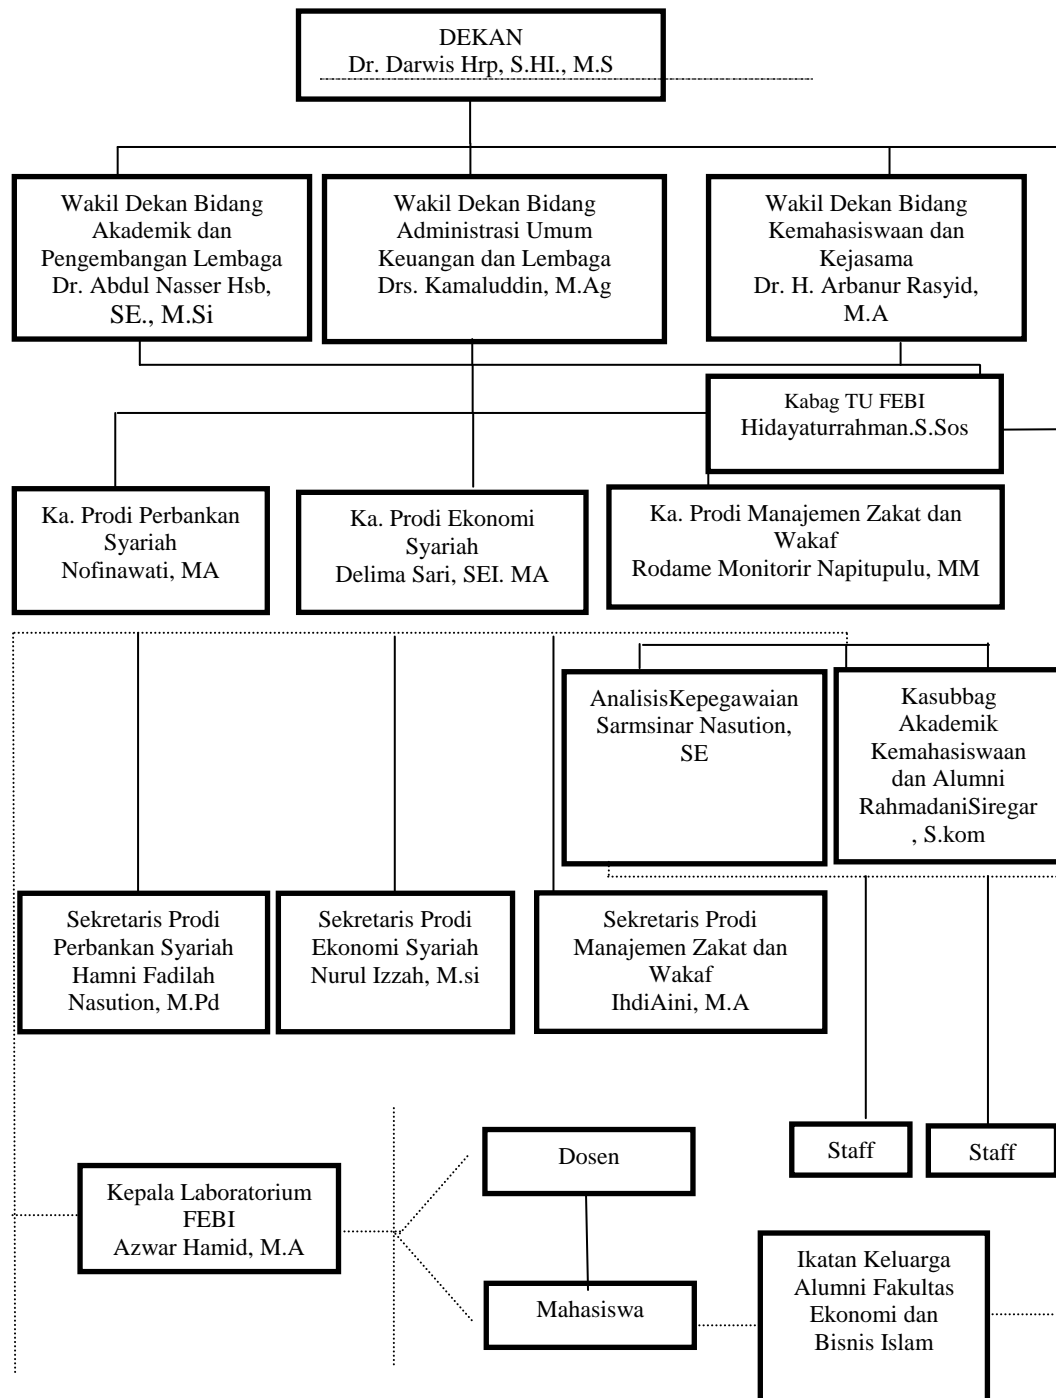 DEKAN
Dr. Darwis Hrp, S.HI., M.S
Wakil Dekan Bidang
Akademik dan
Pengembangan Lembaga
Dr. Abdul Nasser Hsb,
SE., M.Si
Wakil Dekan Bidang
Administrasi Umum
Keuangan dan Lembaga
Drs. Kamaluddin, M.Ag
Wakil Dekan Bidang
Kemahasiswaan dan
Kejasama
Dr. H. Arbanur Rasyid,
M.A
Kabag TU FEBI
Hidayaturrahman.S.Sos
Ka. Prodi Perbankan
Syariah
Nofinawati, MA
Ka. Prodi Ekonomi
Syariah
Delima Sari, SEI. MA
Ka. Prodi Manajemen Zakat dan
Wakaf
Rodame Monitorir Napitupulu, MM
AnalisisKepegawaian
Sarmsinar Nasution,
SE
Kasubbag
Akademik
Kemahasiswaan
dan Alumni
RahmadaniSiregar
, S.kom
Sekretaris Prodi
Perbankan Syariah
Hamni Fadilah
Nasution, M.Pd
Sekretaris Prodi
Ekonomi Syariah
Nurul Izzah, M.si
Sekretaris Prodi
Manajemen Zakat dan
Wakaf
IhdiAini, M.A
Staff
Staff
Kepala Laboratorium
FEBI
Azwar Hamid, M.A
Dosen
Mahasiswa
Ikatan Keluarga
Alumni Fakultas
Ekonomi dan
Bisnis Islam